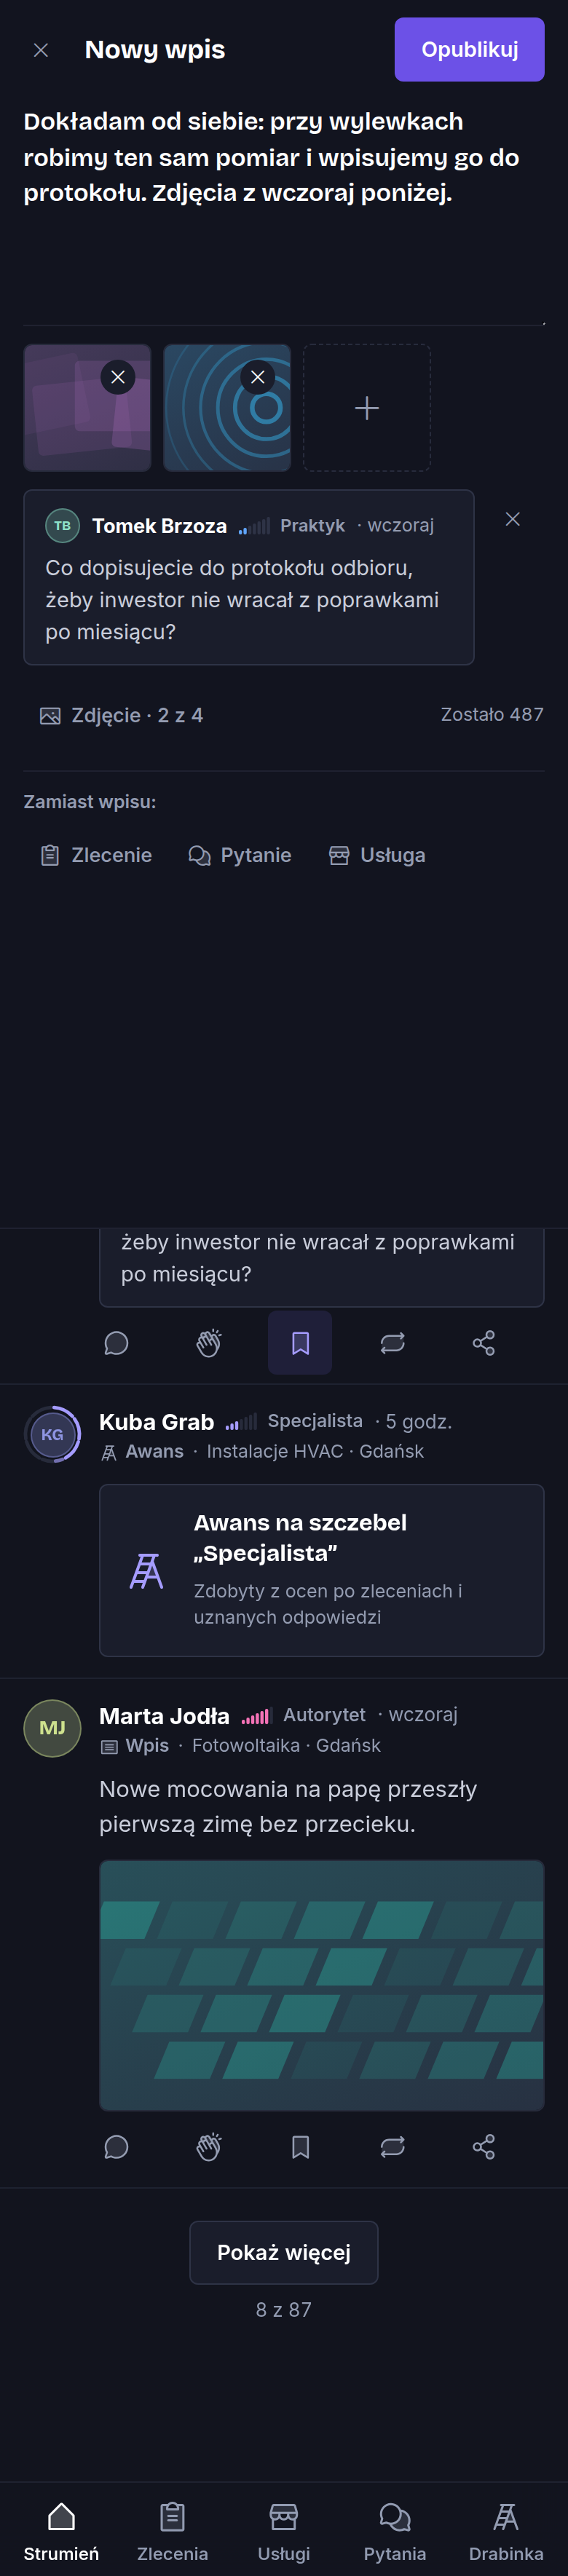 Nowy wpis
Opublikuj
Dokładam od siebie: przy wylewkach
robimy ten sam pomiar i wpisujemy go do
protokołu. Zdjęcia z wczoraj poniżej.
TB Tomek Brzoza Praktyk · wczoraj
Co dopisujecie do protokołu odbioru,
żeby inwestor nie wracał z poprawkami
po miesiącu?
Zdjęcie · 2 z 4
Zostało 487
Zamiast wpisu:
Zlecenie Pytanie Usługa
żeby inwestor nie wracał z poprawkami
po miesiącu?
KG Kuba Grab Specjalista · 5 godz.
Awans · Instalacje HVAC · Gdańsk
Awans na szczebel
„Specjalista”
Zdobyty z ocen po zleceniach i
uznanych odpowiedzi
MJ Marta Jodła Autorytet · wczoraj
Wpis · Fotowoltaika · Gdańsk
Nowe mocowania na papę przeszły
pierwszą zimę bez przecieku.
Pokaż więcej
8 z 87
Strumień Zlecenia Usługi Pytania Drabinka